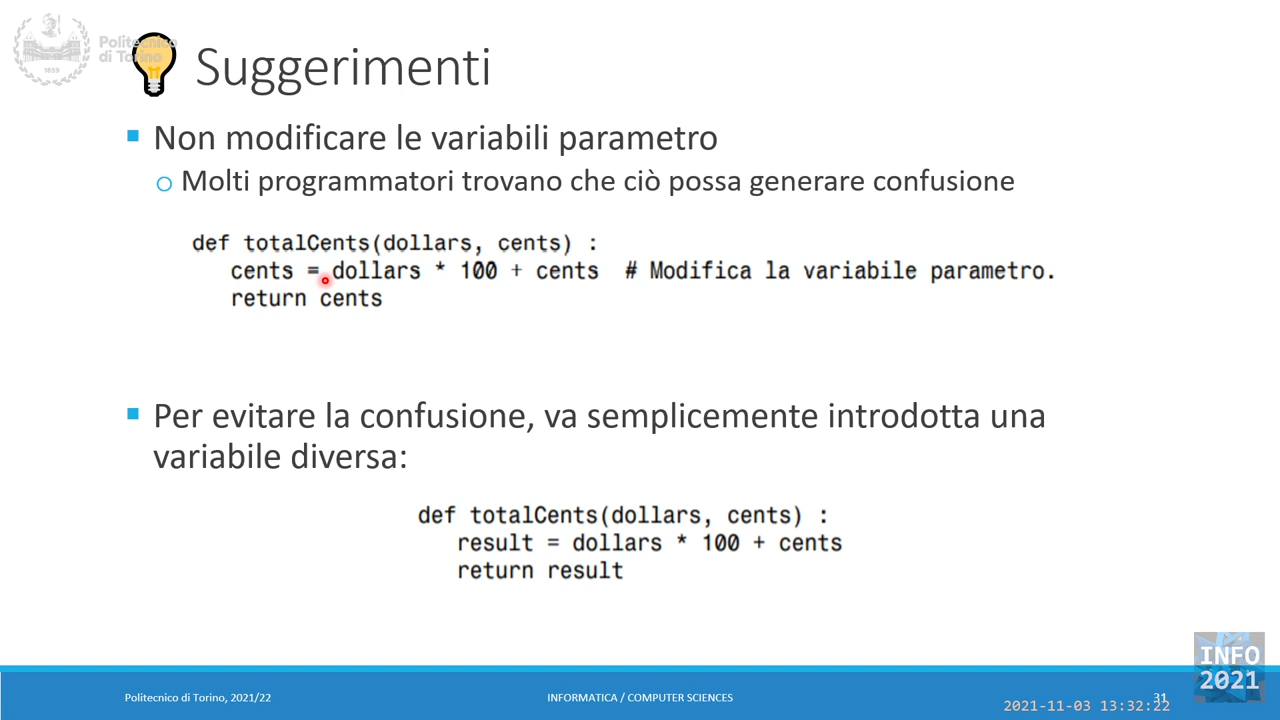 Politecnico
di Torino
1859
Suggerimenti
Non modificare le variabili parametro
Molti programmatori trovano che ciò possa generare confusione
def totalCents(dollars, cents) :
cents = dollars * 100 + cents # Modifica la variabile parametro.
return cents
Per evitare la confusione, va semplicemente introdotta una
variabile diversa:
def totalCents(dollars, cents) :
result = dollars * 100 + cents
return result
INFO
2021
Politecnico di Torino, 2021/22
INFORMATICA / COMPUTER SCIENCES
31
2021-11-03 13:32:22